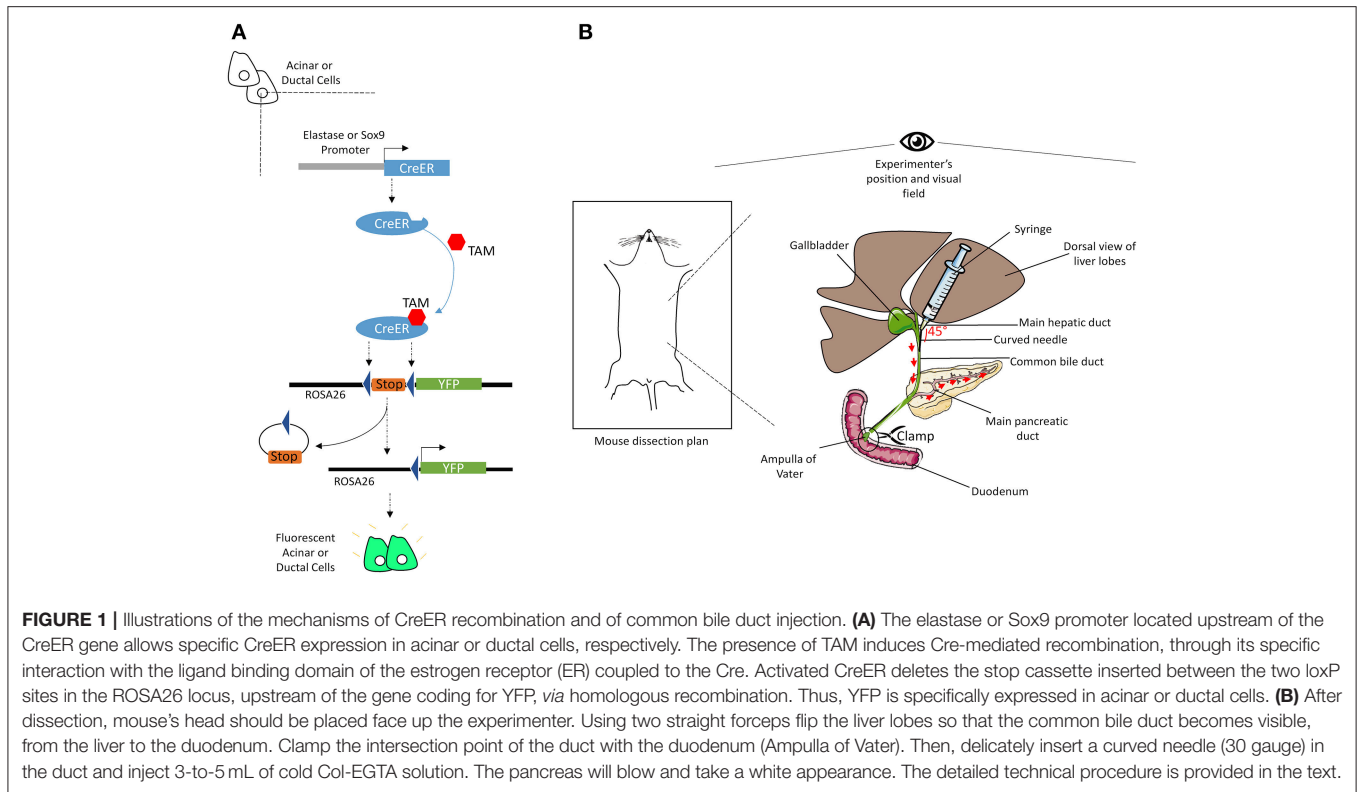 A
Acinar or
Ductal Cells
Elastase or Sox9
Promoter
CreER
CreER
TAM
TAM
CreER
Stop
YFP
ROSA26
Stop
YFP
ROSA26
Fluorescent
Acinar or
Ductal Cells
B
Experimenter's
position and visual
field
Mouse dissection plan
Syringe
Gallbladder
Dorsal view of
liver lobes
Main hepatic duct
45°
Curved needle
Common bile duct
Main pancreatic
duct
Clamp
Ampulla of
Vater
Duodenum
FIGURE 1 | Illustrations of the mechanisms of CreER recombination and of common bile duct injection. (A) The elastase or Sox9 promoter located upstream of the
CreER gene allows specific CreER expression in acinar or ductal cells, respectively. The presence of TAM induces Cre-mediated recombination, through its specific
interaction with the ligand binding domain of the estrogen receptor (ER) coupled to the Cre. Activated CreER deletes the stop cassette inserted between the two loxP
sites in the ROSA26 locus, upstream of the gene coding for YFP, via homologous recombination. Thus, YFP is specifically expressed in acinar or ductal cells. (B) After
dissection, mouse's head should be placed face up the experimenter. Using two straight forceps flip the liver lobes so that the common bile duct becomes visible,
from the liver to the duodenum. Clamp the intersection point of the duct with the duodenum (Ampulla of Vater). Then, delicately insert a curved needle (30 gauge) in
the duct and inject 3-to-5 mL of cold Col-EGTA solution. The pancreas will blow and take a white appearance. The detailed technical procedure is provided in the text.